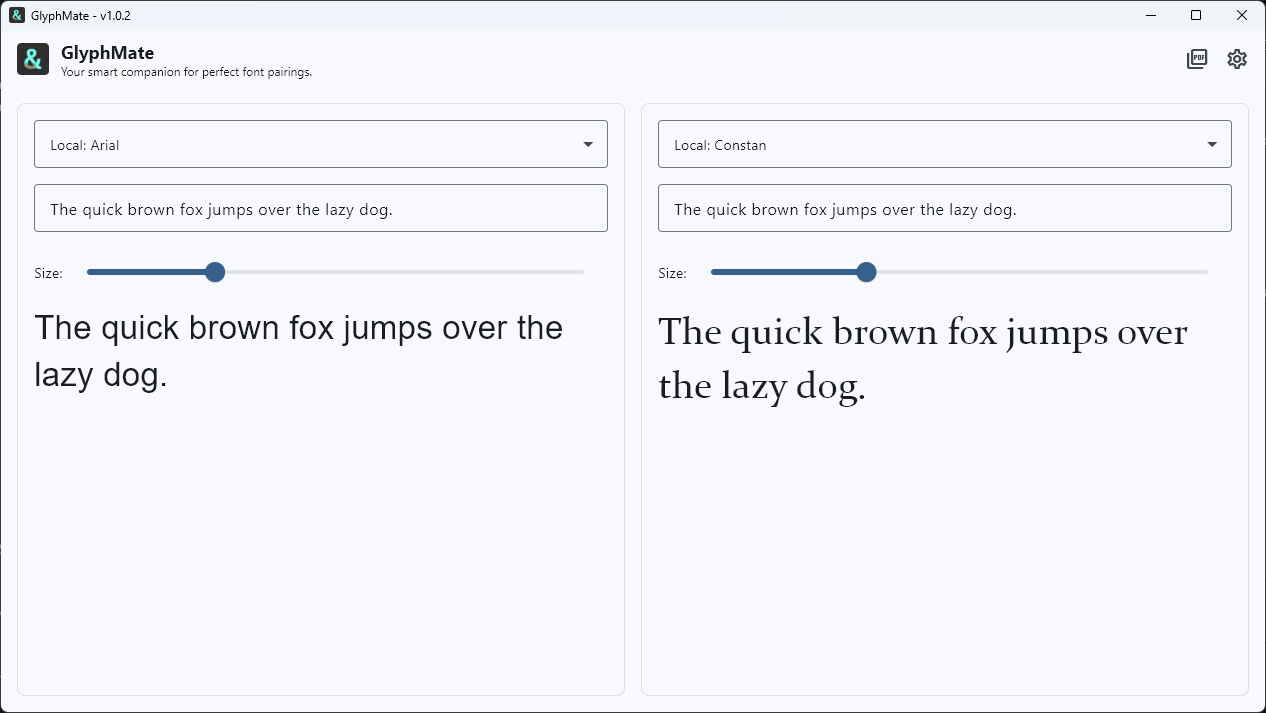 GlyphMate - v1.0.2
&
GlyphMate
Your smart companion for perfect font pairings.
PDF
Local: Arial
The quick brown fox jumps over the lazy dog.
Size:
The quick brown fox jumps over the
lazy dog.
Local: Constan
The quick brown fox jumps over the lazy dog.
Size:
The quick brown fox jumps over
the lazy dog.